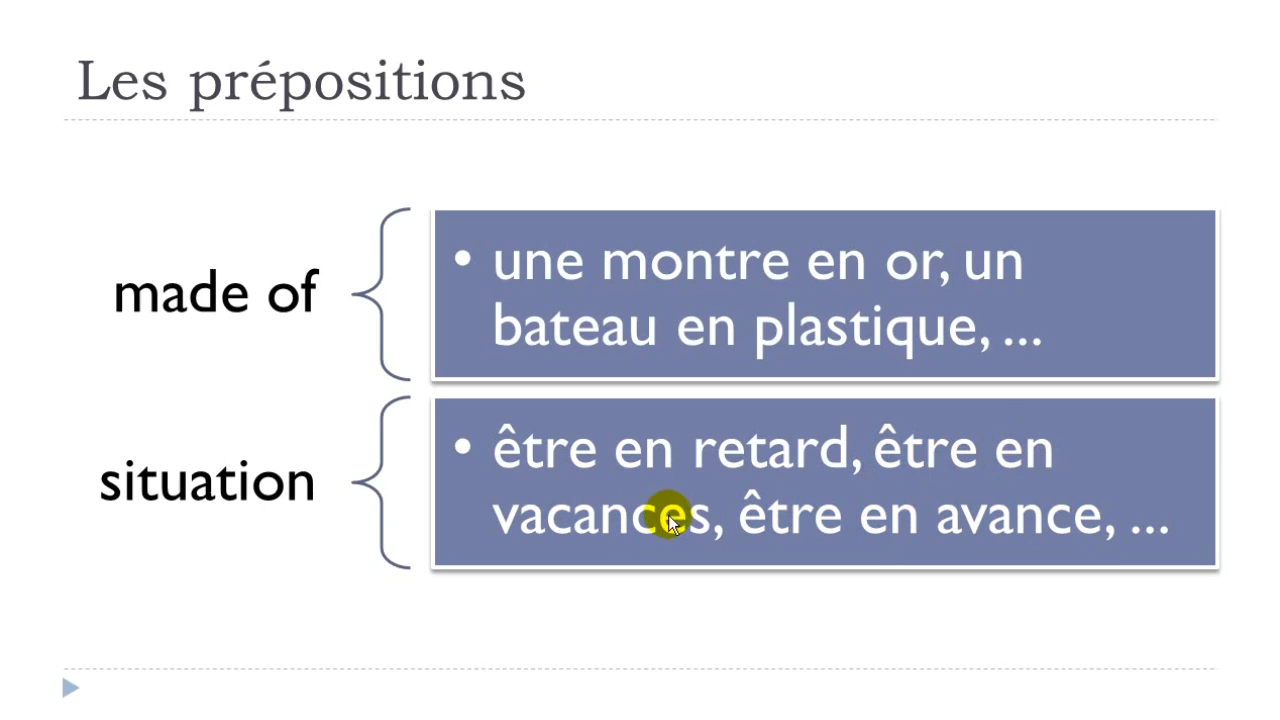 Les prépositions
made of
• une montre en or, un
bateau en plastique, ...
situation
• être en retard, être en
vacances, être en avance, ...